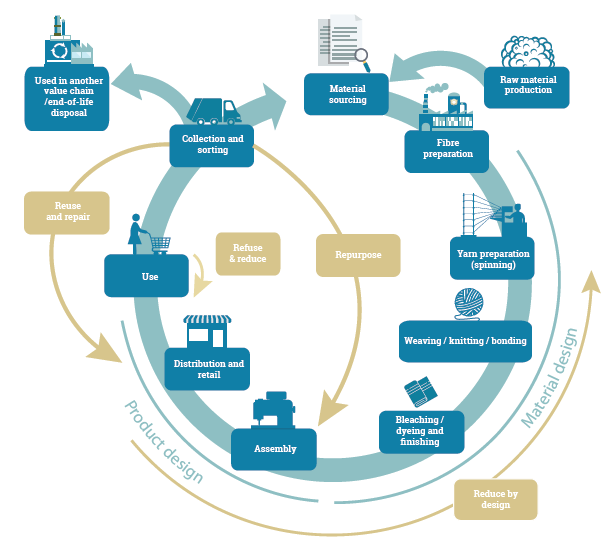 Used in another
value chain
/end-of-life
disposal
Material
sourcing
Raw material
production
Collection and
sorting
Fibre
preparation
Reuse
and repair
Refuse
& reduce
Repurpose
Yarn preparation
(spinning)
Use
Weaving / knitting / bonding
Distribution and
retail
Bleaching /
dyeing and
finishing
Assembly
Product design
Material design
Reduce by
design